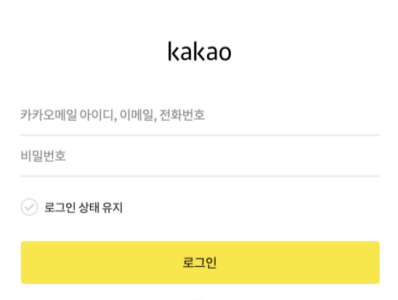 kakao
카카오메일 아이디, 이메일, 전화번호
비밀번호
로그인 상태 유지
로그인